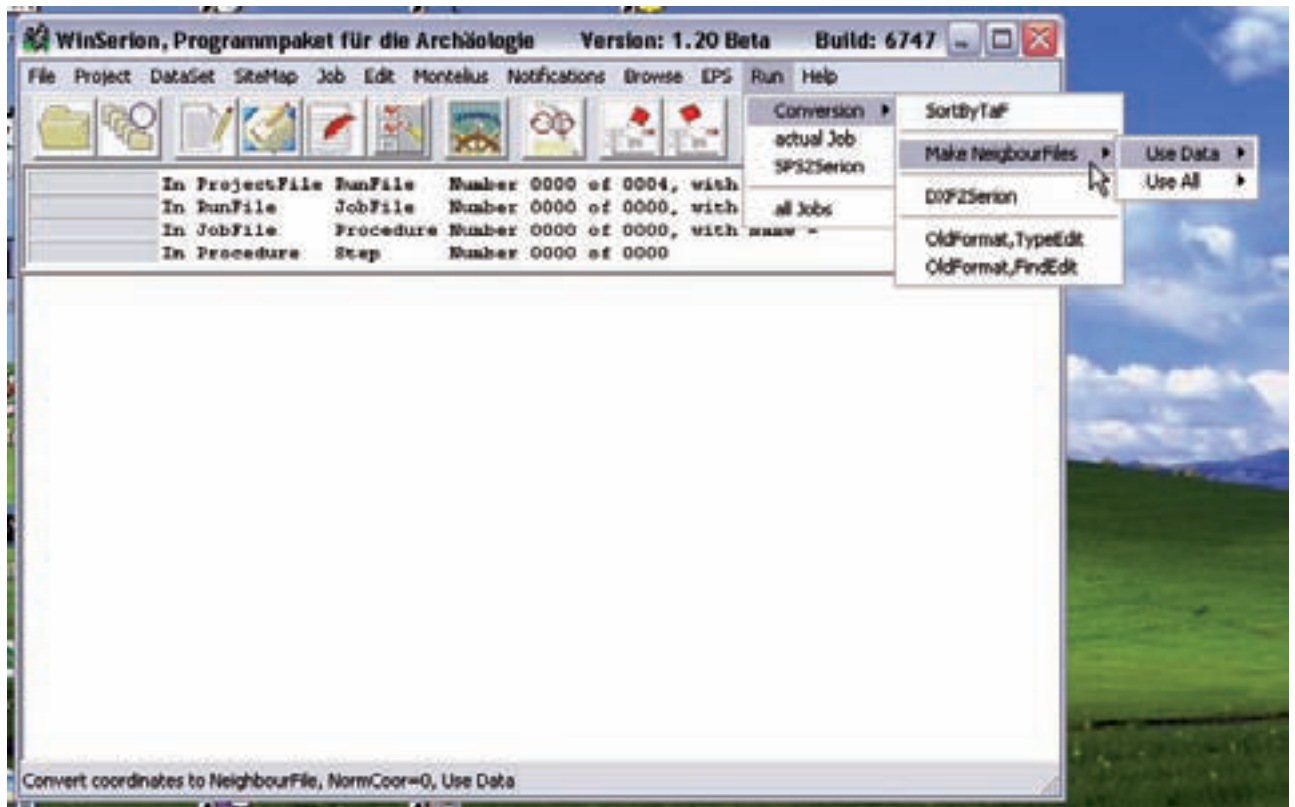 WinSerion, Programmpaket für die Archäologie Version: 1.20 Beta Build: 6747
File Project DataSet SiteMap Job Edit Montelius Notifications Browse EPS Run Help
Conversion
actual Job
SPS2Serion
all Jobs
SortByTaF
Make NeigbourFiles
DXF2Serion
OldFormat,TypeEdit
OldFormat,FindEdit
Use Data
Use All
In ProjectFile RunFile Number 0000 of 0004, with
In RunFile JobFile Number 0000 of 0000, with
In JobFile Procedure Number 0000 of 0000, with name -
In Procedure Step Number 0000 of 0000
Convert coordinates to NeighbourFile, NormCoor=0, Use Data